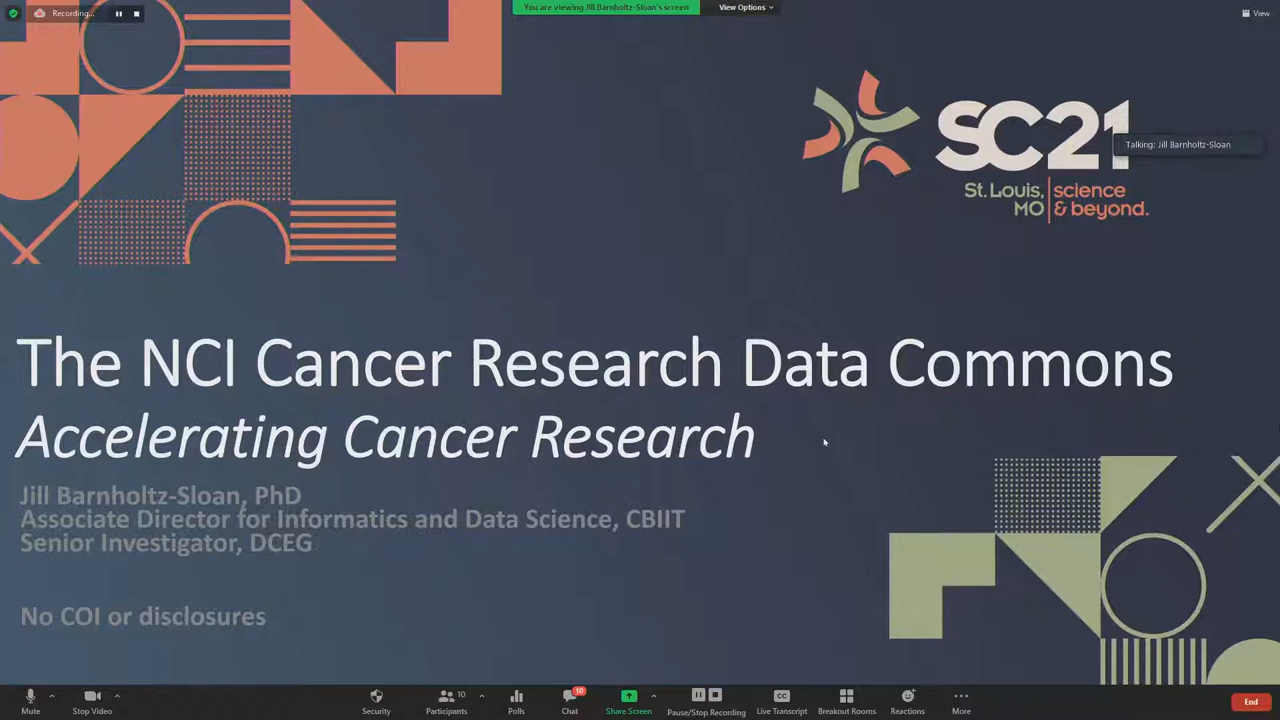 Recording...
You are viewing Jill Barnholtz-Sloan's screen
View Options
View
SC21
Talking: Jill Barnholtz-Sloan
St. Louis, science
MO & beyond.
The NCI Cancer Research Data Commons
Accelerating Cancer Research
Jill Barnholtz-Sloan, PhD
Associate Director for Informatics and Data Science, CBIIT
Senior Investigator, DCEG
No COI or disclosures
10
10
CC
Mute
Stop Video
Security
Participants
Polls
Chat
Share Screen
Pause/Stop Recording
Live Transcript
Breakout Rooms
Reactions
More
End